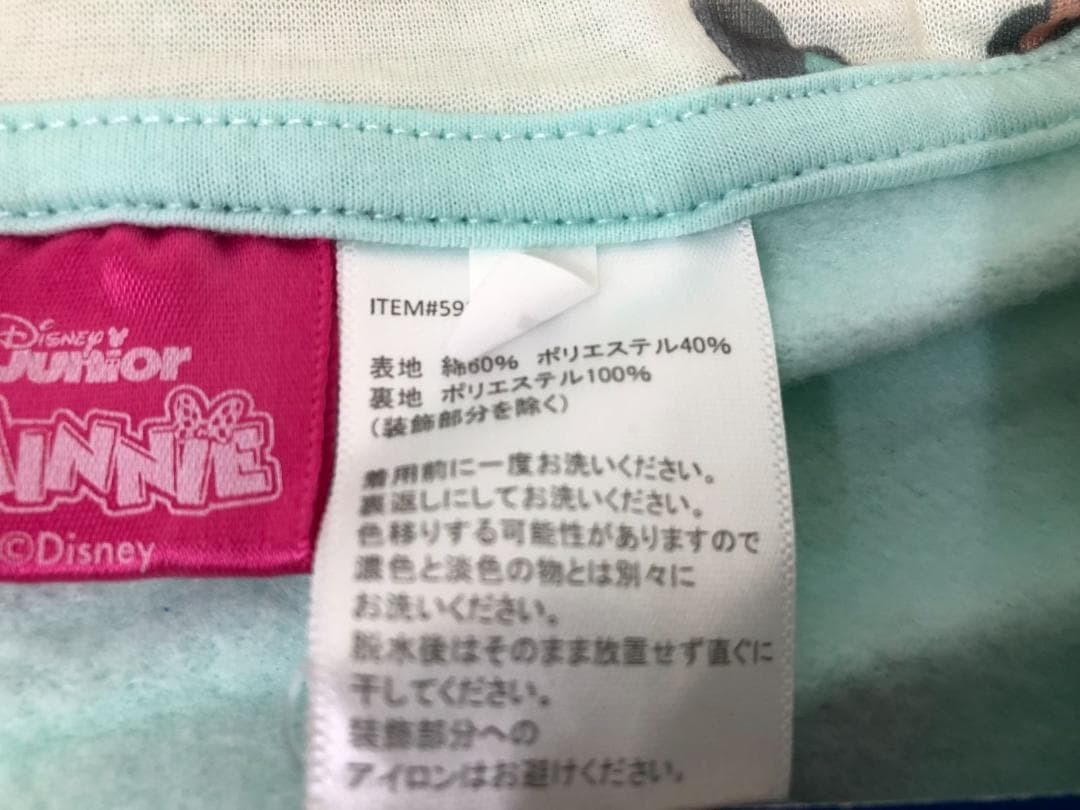 Disney
Junior
MINNIE
©Disney
ITEM#59
表地 綿60% ポリエステル40%
裏地 ポリエステル100%
(装飾部分を除く)
着用前に一度お洗いください。
裏返しにしてお洗いください。
色移りする可能性がありますので
濃色と淡色の物とは別々に
お洗いください。
脱水後はそのまま放置せず直ぐに
干してください。
装飾部分への
アイロンはお避けください。